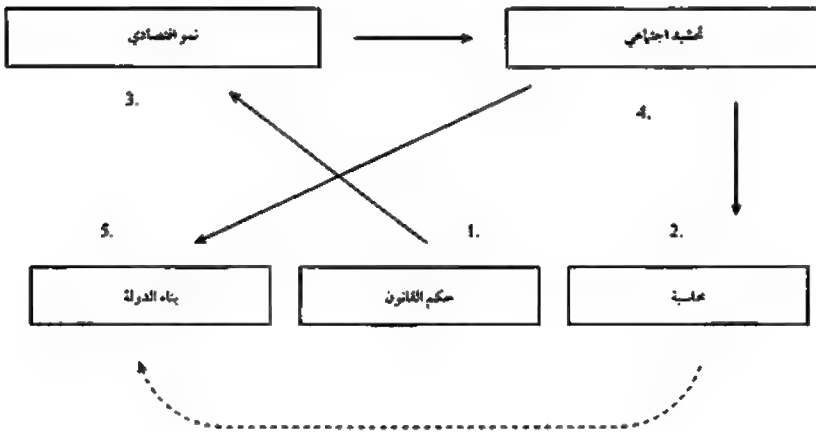 نمو اقتصادي
تحشيد اجتماعي
3.
4.
5.
1.
2.
بناء الدولة
حكم القانون
محاسبة